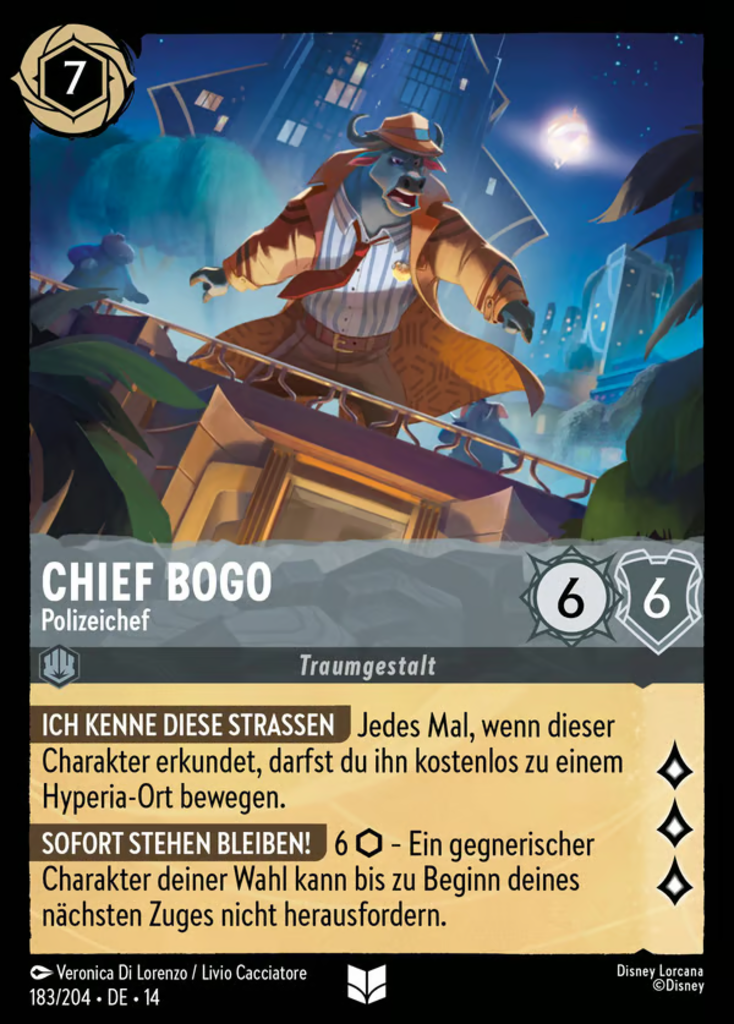 7
CHIEF BOGO
Polizeichef
6
6
Traumgestalt
ICH KENNE DIESE STRASSEN Jedes Mal, wenn dieser
Charakter erkundet, darfst du ihn kostenlos zu einem
Hyperia-Ort bewegen.
SOFORT STEHEN BLEIBEN! 6 ⬡ - Ein gegnerischer
Charakter deiner Wahl kann bis zu Beginn deines
nächsten Zuges nicht herausfordern.
Veronica Di Lorenzo / Livio Cacciatore
183/204 • DE • 14
Disney Lorcana
©Disney